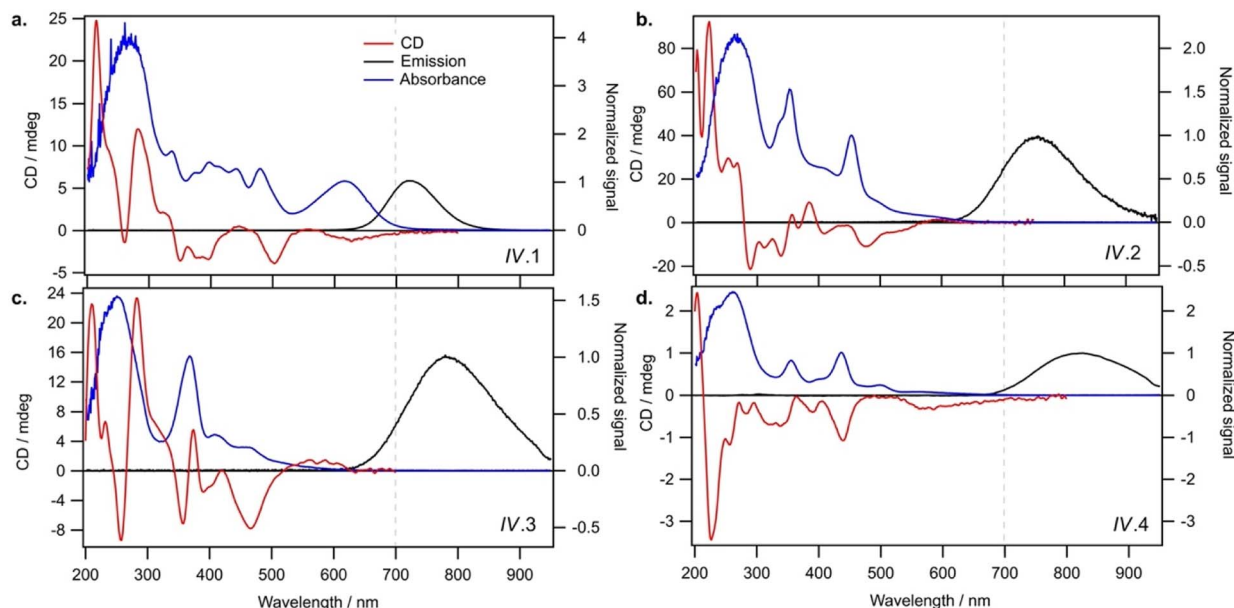 a.
CD
Emission
Absorbance
25
20
15
10
5
0
-5
CD / mdeg
4
3
2
1
0
Normalized signal
IV.1
b.
80
60
40
20
0
-20
CD / mpeg
2.0
1.5
1.0
0.5
0.0
-0.5
Normalized signal
IV.2
c.
24
20
16
12
8
4
0
-4
-8
CD / mdeg
1.5
1.0
0.5
0.0
-0.5
Normalized signal
IV.3
200 300 400 500 600 700 800 900
Wavelength / nm
d.
2
1
0
-1
-2
-3
CD / mdeg
2
1
0
-1
-2
-3
Normalized signal
IV.4
200 300 400 500 600 700 800 900
Wavelength / nm